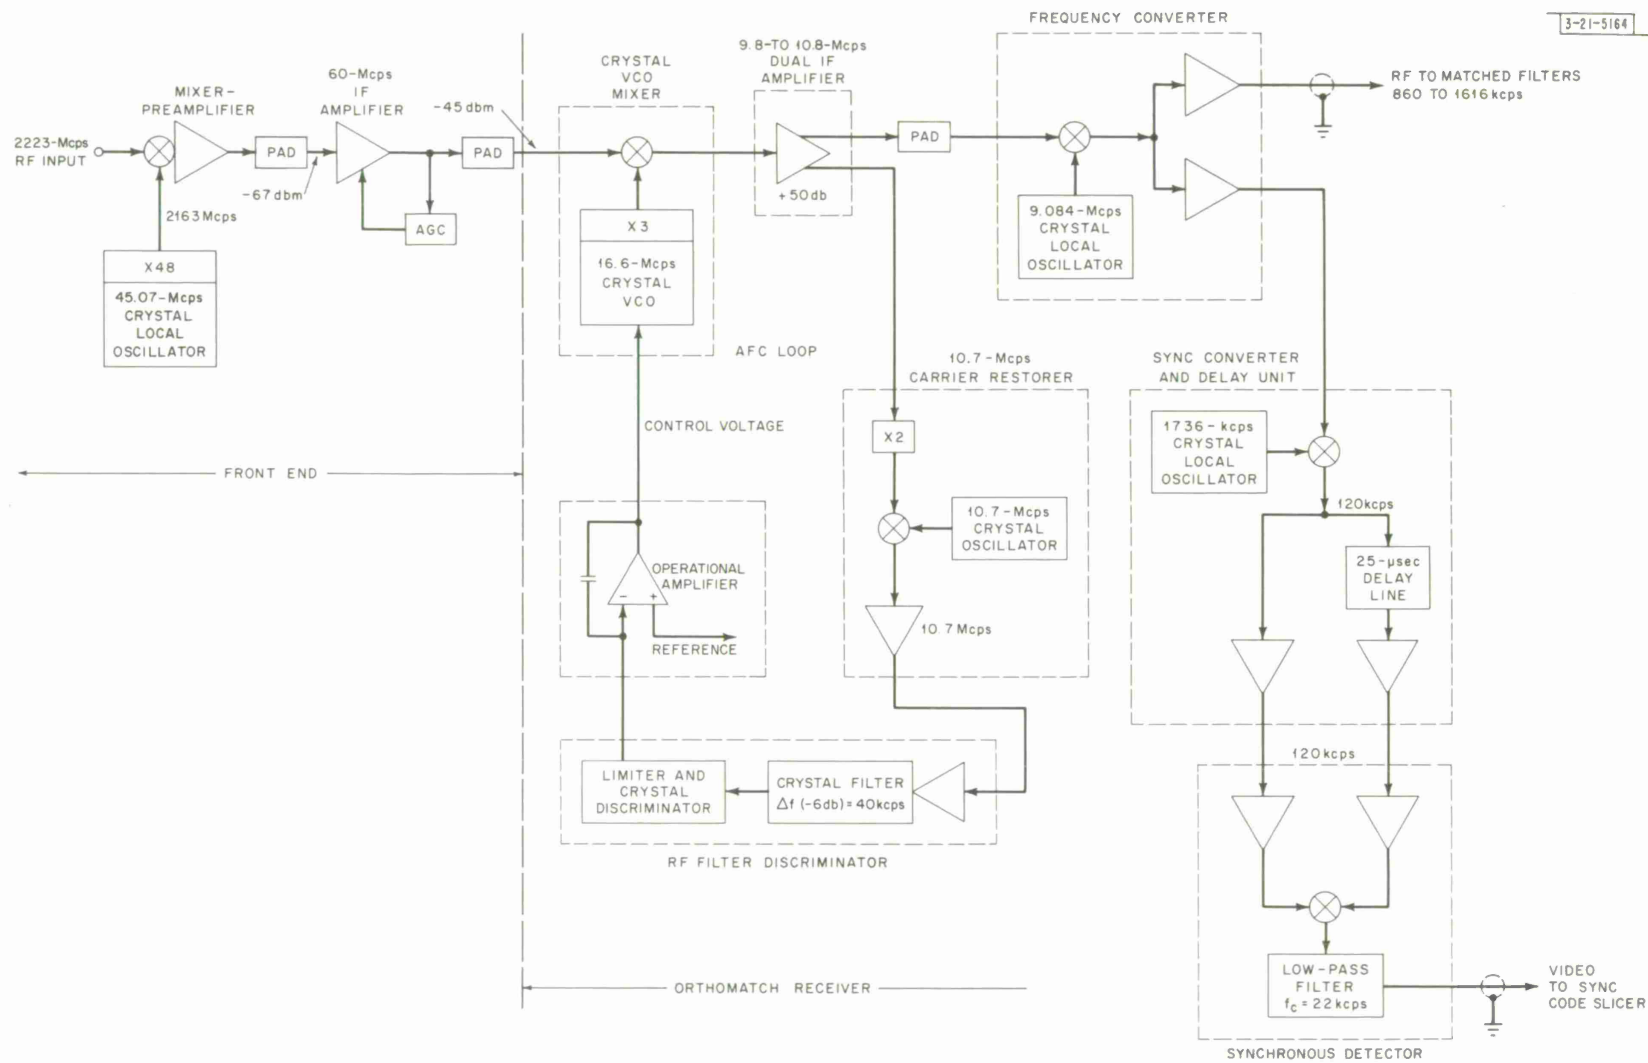 3-21-5164
FREQUENCY CONVERTER
9.8-TO 10.8-Mcps
DUAL IF
AMPLIFIER
CRYSTAL
VCO
MIXER
60-Mcps
IF
AMPLIFIER
MIXER-
PREAMPLIFIER
-45 dbm
2223-Mcps
RF INPUT
PAD
-67 dbm
PAD
AGC
2163 Mcps
X48
45.07-Mcps
CRYSTAL
LOCAL
OSCILLATOR
X3
16.6-Mcps
CRYSTAL
VCO
+50db
PAD
9.084-Mcps
CRYSTAL
LOCAL
OSCILLATOR
RF TO MATCHED FILTERS
860 TO 1616 kcps
AFC LOOP
10.7-Mcps
CARRIER RESTORER
SYNC CONVERTER
AND DELAY UNIT
CONTROL VOLTAGE
X2
1736-kcps
CRYSTAL
LOCAL
OSCILLATOR
FRONT END
10.7-Mcps
CRYSTAL
OSCILLATOR
120kcps
25-μsec
DELAY
LINE
OPERATIONAL
AMPLIFIER
- +
REFERENCE
10.7 Mcps
120kcps
LIMITER AND
CRYSTAL
DISCRIMINATOR
CRYSTAL FILTER
Δf (-6db) = 40kcps
RF FILTER DISCRIMINATOR
ORTHOMATCH RECEIVER
LOW-PASS
FILTER
fc = 22kcps
VIDEO
TO SYNC
CODE SLICER
SYNCHRONOUS DETECTOR